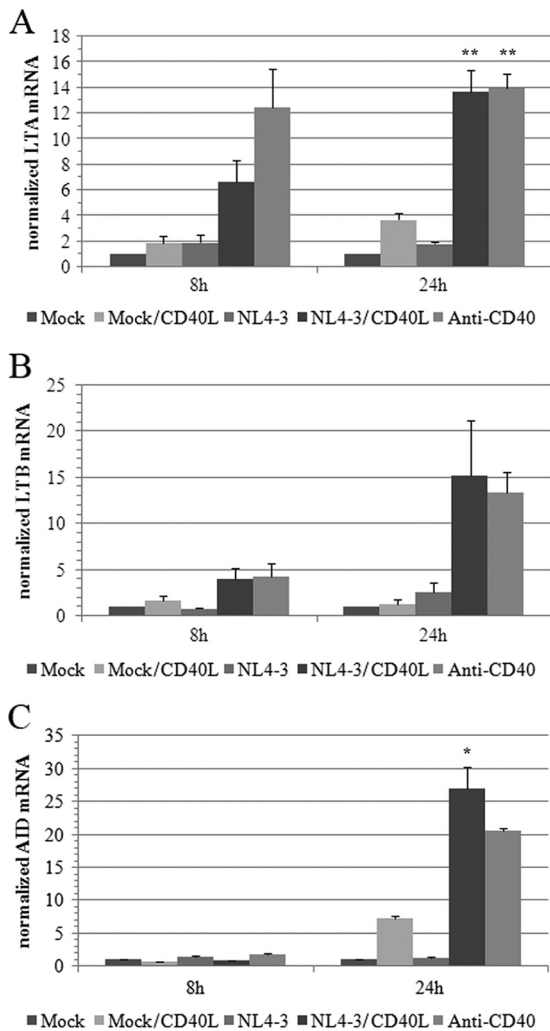 A
normalized LTA mRNA
18
16
14
12
10
8
6
4
2
0
** **
8h 24h
Mock Mock/CD40L NL4-3 NL4-3/CD40L Anti-CD40
B
normalized LTB mRNA
25
20
15
10
5
0
8h 24h
Mock Mock/CD40L NL4-3 NL4-3/CD40L Anti-CD40
C
normalized AID mRNA
35
30
25
20
15
10
5
0
*
8h 24h
Mock Mock/CD40L NL4-3 NL4-3/CD40L Anti-CD40